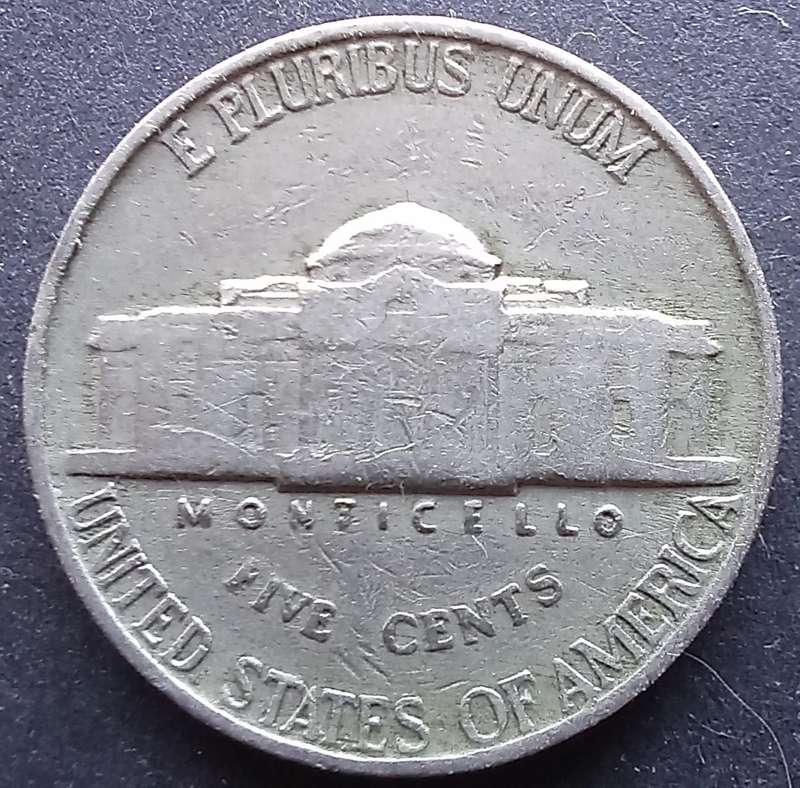 E PLURIBUS UNUM
MONTICELLO
FIVE CENTS
UNITED STATES OF AMERICA